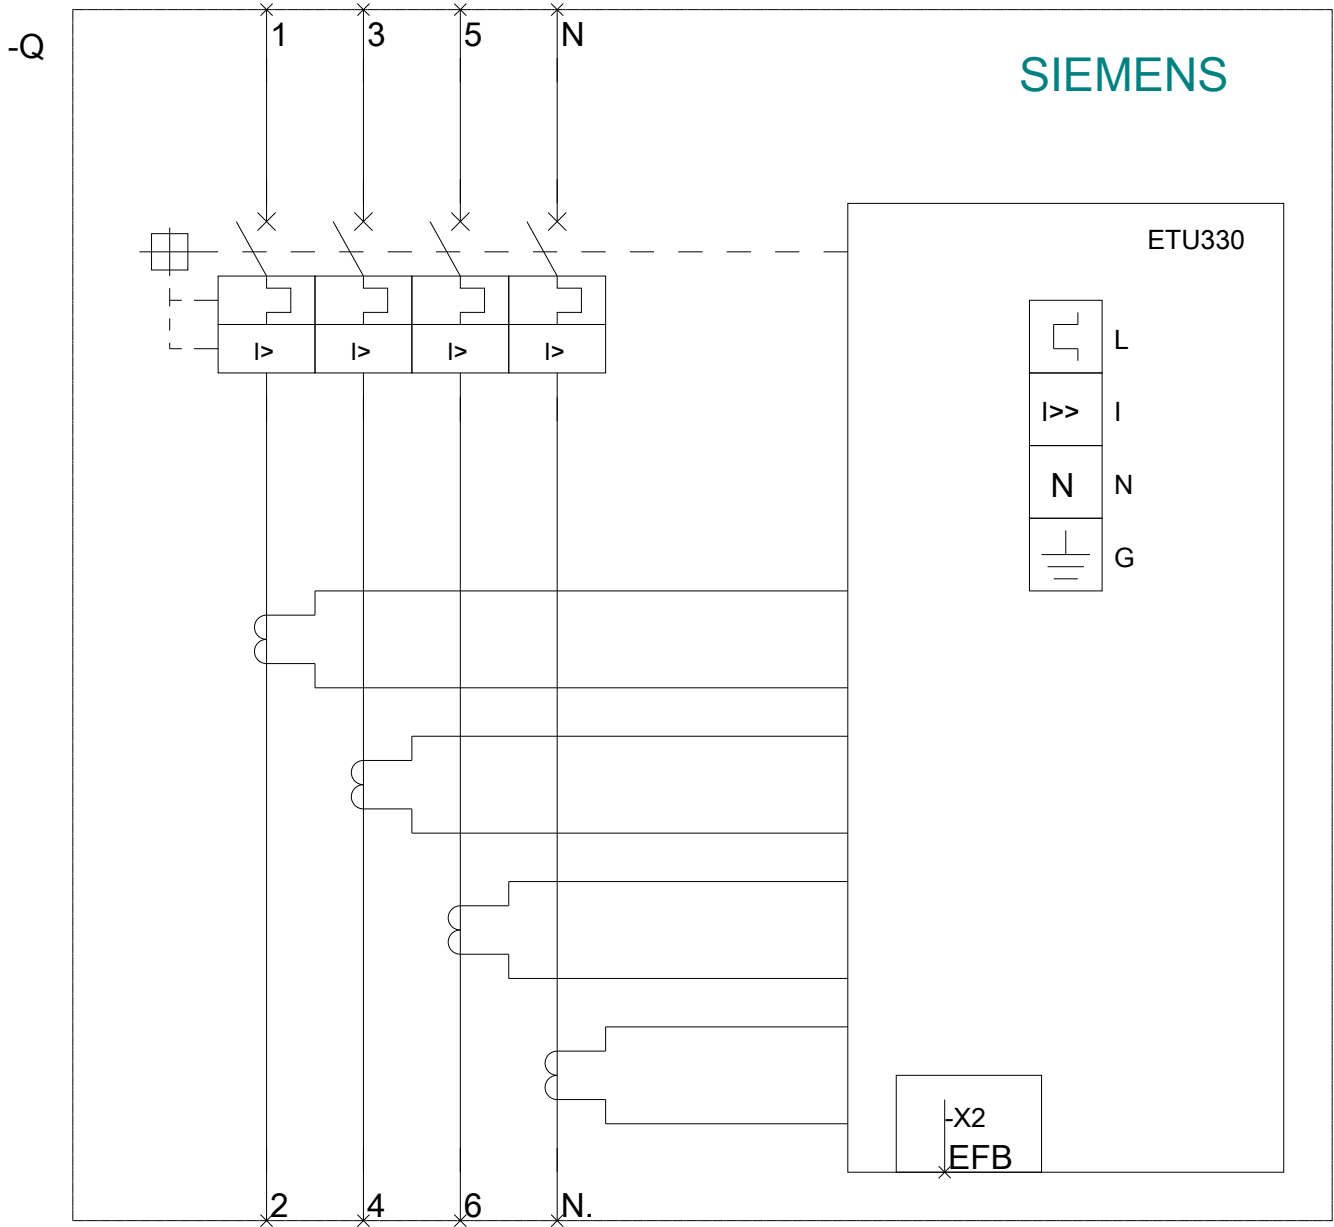 1 3 5 N
-Q
SIEMENS
ETU330
L
I> I> I> I>
I>> I
N N
G
-X2
EFB
2 4 6 N.